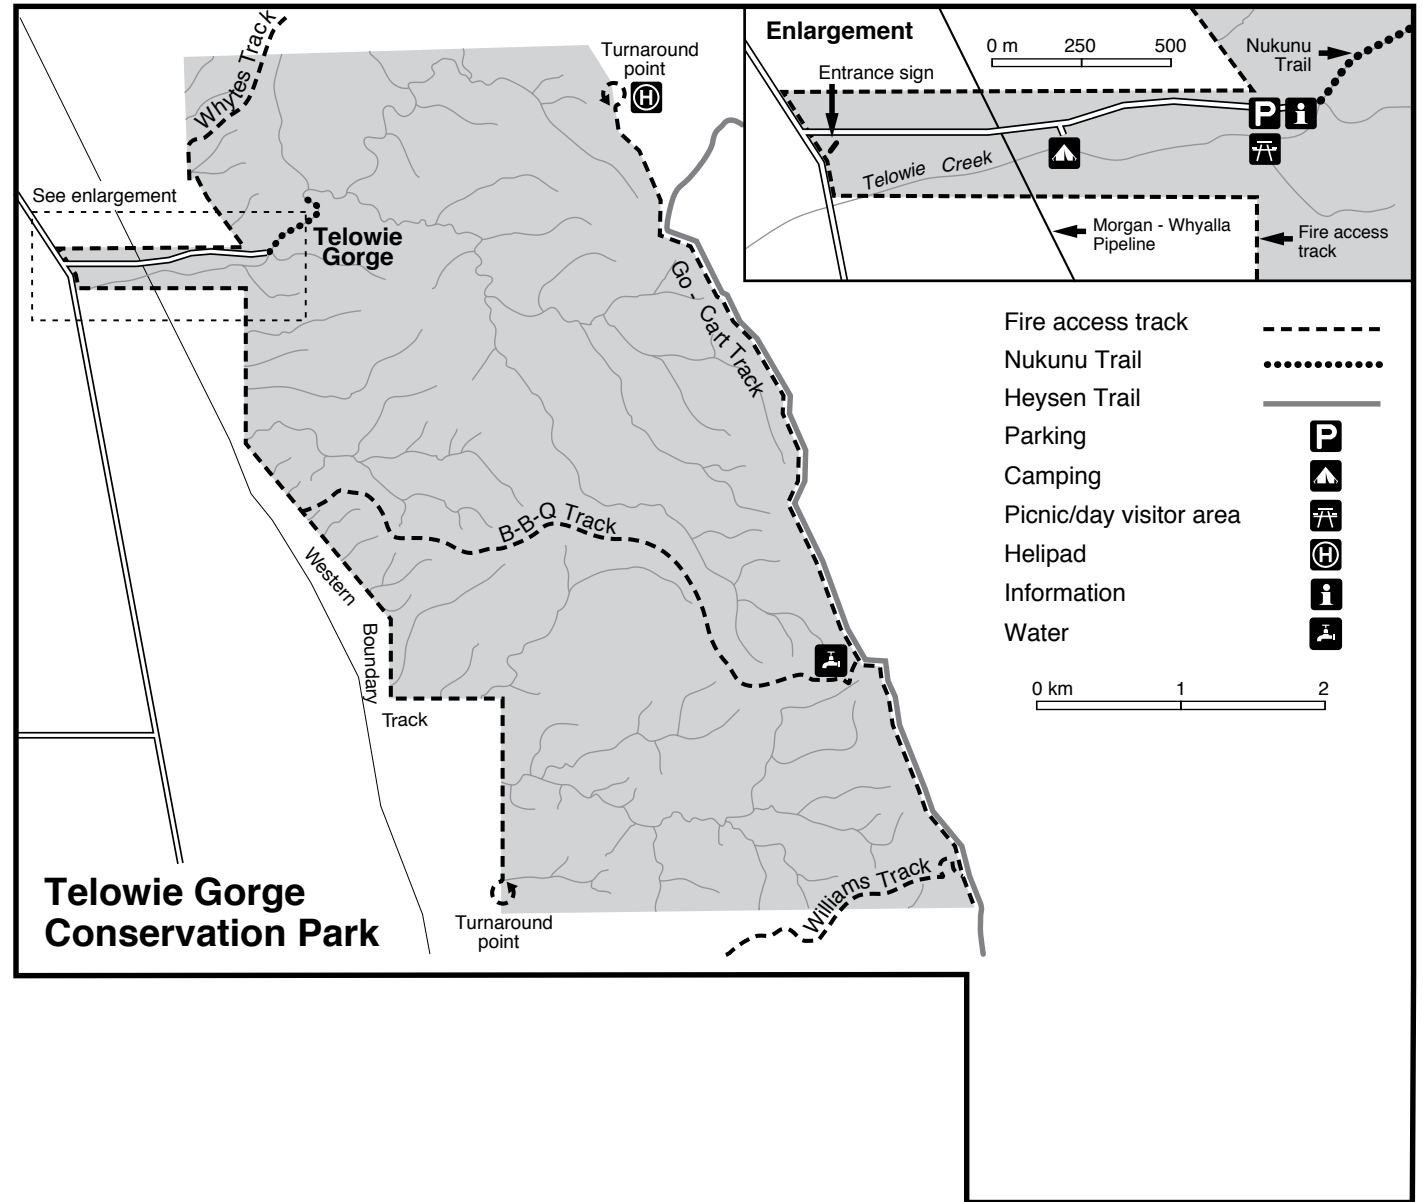 Whytes Track
Turnaround
point
H
See enlargement
Telowie
Gorge
Go - Cart Track
B-B-Q Track
Western
Boundary
Track
Turnaround
point
Williams Track
Telowie Gorge
Conservation Park
Enlargement
0 m 250 500
Nukunu
Trail
Entrance sign
P i
Telowie Creek
Morgan - Whyalla
Pipeline
Fire access
track
Fire access track
Nukunu Trail
Heysen Trail
Parking P
Camping
Picnic/day visitor area
Helipad H
Information i
Water
0 km 1 2